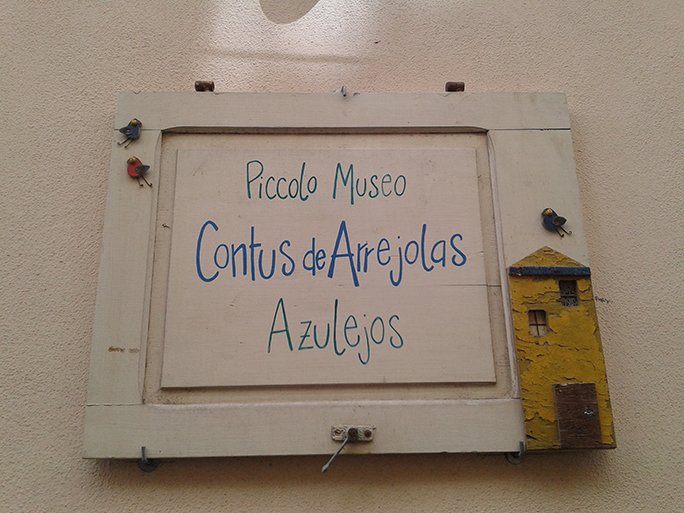 Piccolo Museo
Contus de Arrejolas
Azulejos